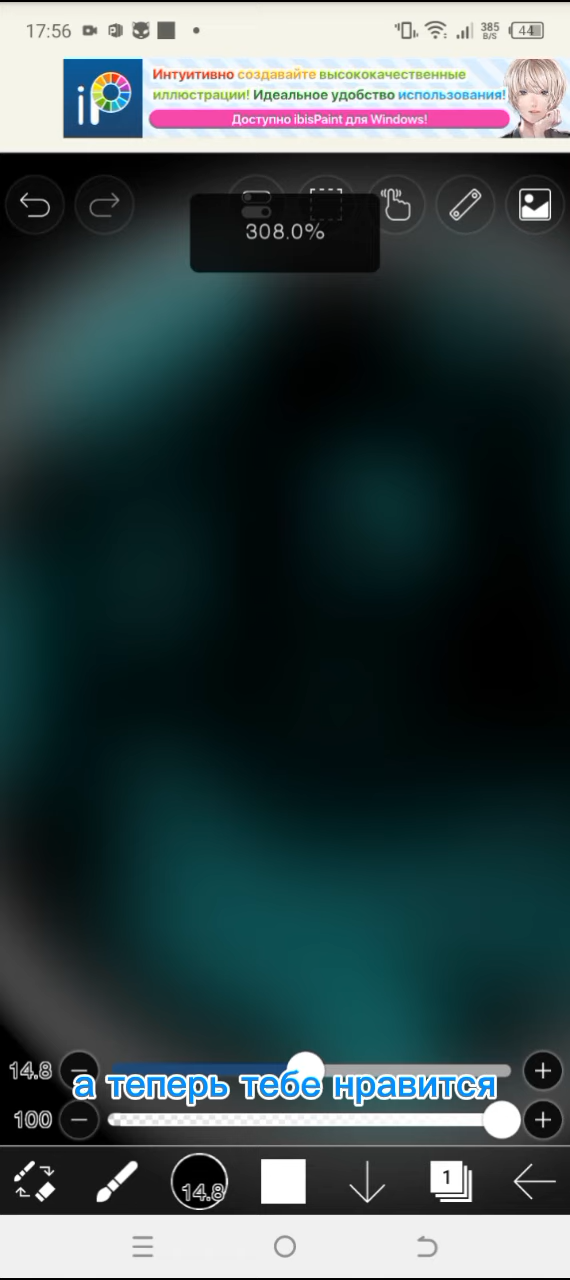 17:56
385
B/S
44
Интуитивно создавайте высококачественные
иллюстрации! Идеальное удобство использования!
Доступно ibisPaint для Windows!
308.0%
14.8
а теперь тебе нравится
100
14.8
1